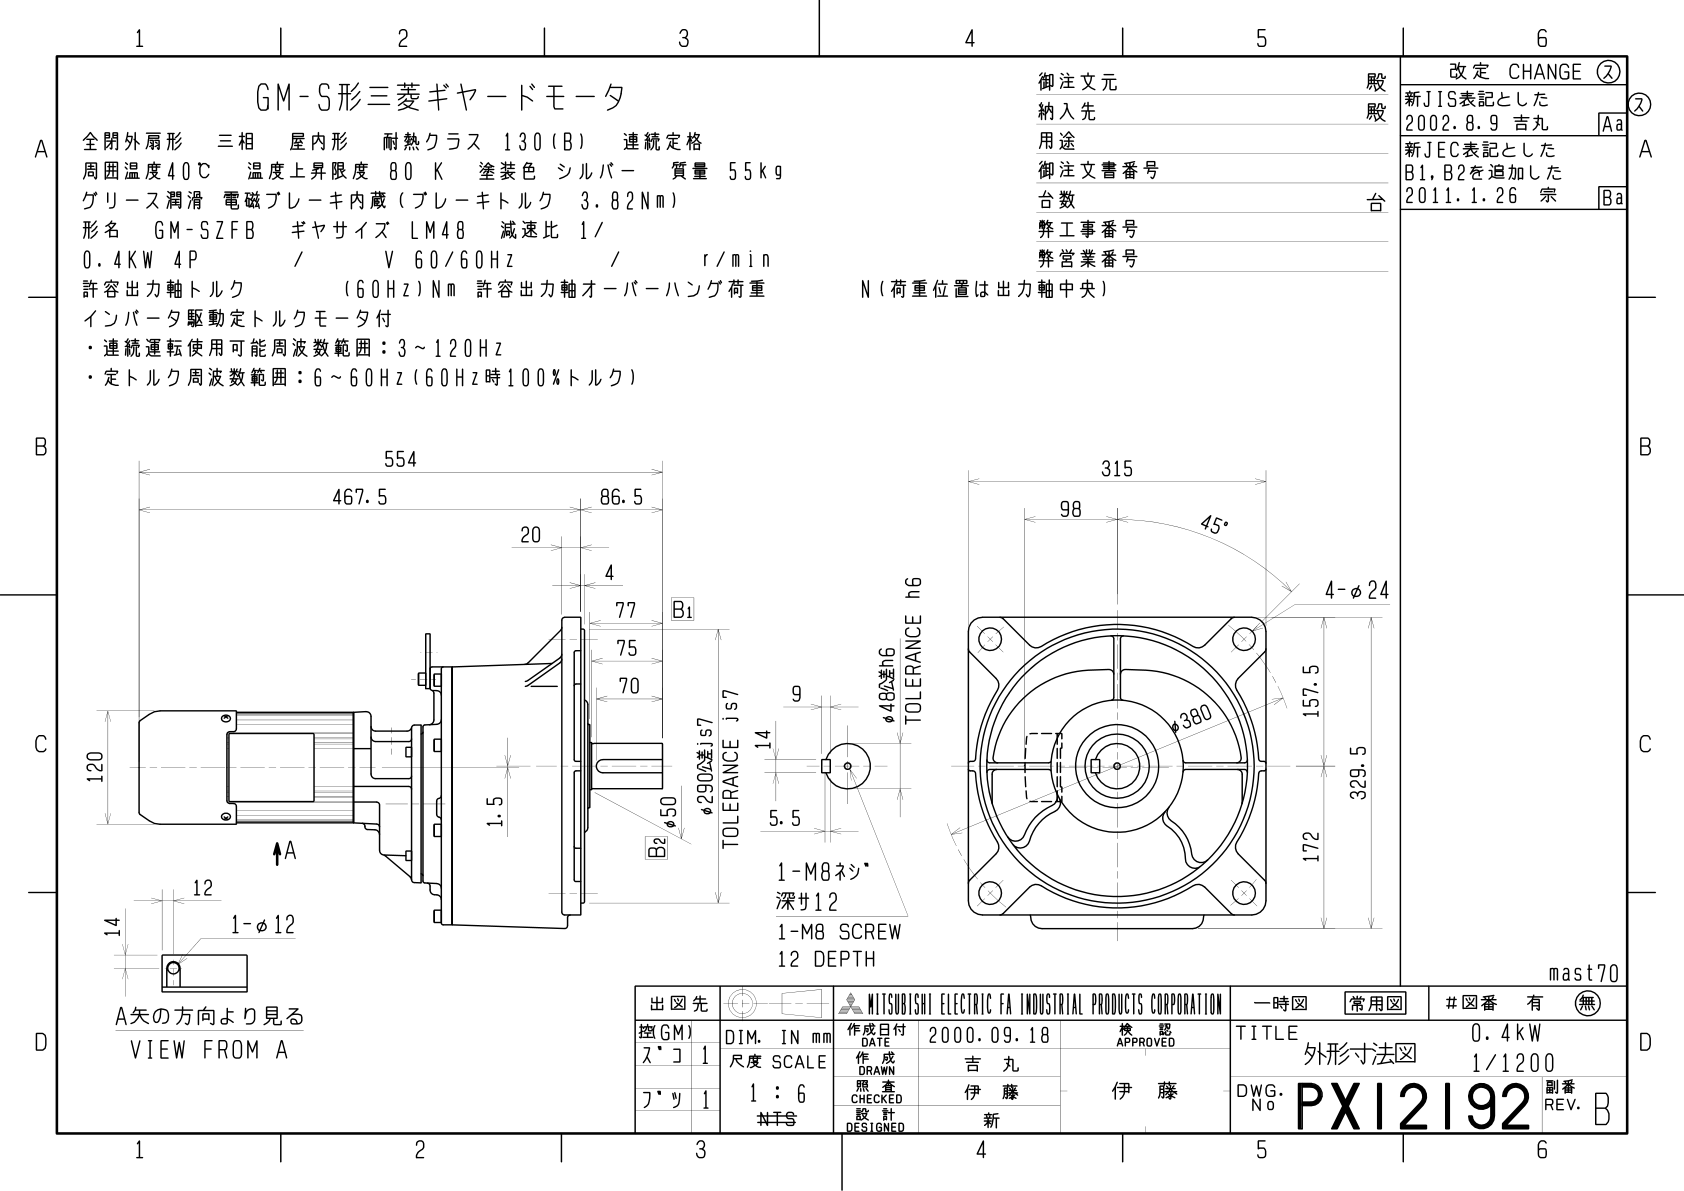 1 2 3 4 5 6
GM-S形三菱ギヤードモータ
全閉外扇形 三相 屋内形 耐熱クラス 130(B) 連続定格
周囲温度40℃ 温度上昇限度 80 K 塗装色 シルバー 質量 55kg
グリース潤滑 電磁ブレーキ内蔵(ブレーキトルク 3.82Nm)
形名 GM-SZFB ギヤサイズ LM48 減速比 1/
0.4KW 4P / V 60/60Hz / r/min
許容出力軸トルク (60Hz)Nm 許容出力軸オーバーハング荷重 N(荷重位置は出力軸中央)
インバータ駆動定トルクモータ付
・連続運転使用可能周波数範囲:3~120Hz
・定トルク周波数範囲:6~60Hz(60Hz時100%トルク)
御注文元 殿
納入先 殿
用途
御注文書番号
台数 台
弊工事番号
弊営業番号
改定 CHANGE ス
新JIS表記とした
2002.8.9 吉丸 Aa
新JEC表記とした
B1,B2を追加した
2011.1.26 宗 Ba
ス
A A
B B
C C
D D
554
467.5 86.5
20
4
77 B1
75
70
120
1.5
φ50
B2
φ290公差js7
TOLERANCE js7
A
12
14
1-φ12
A矢の方向より見る
VIEW FROM A
9
14
5.5
φ48公差h6
TOLERANCE h6
1-M8ネジ
深サ12
1-M8 SCREW
12 DEPTH
315
98
45°
4-φ24
φ380
157.5
329.5
172
mast70
出図先
控(GM)
ズコ 1
ブツ 1
DIM. IN mm
尺度 SCALE
1 : 6
NTS
MITSUBISHI ELECTRIC FA INDUSTRIAL PRODUCTS CORPORATION
作成日付
DATE
2000.09.18
検 認
APPROVED
作 成
DRAWN
吉 丸
照 査
CHECKED
伊 藤
伊 藤
設 計
DESIGNED
新
一時図 常用図 #図番 有 無
TITLE
外形寸法図
0.4kW
1/1200
DWG.
No
PX12192
副番
REV.
B
1 2 3 4 5 6